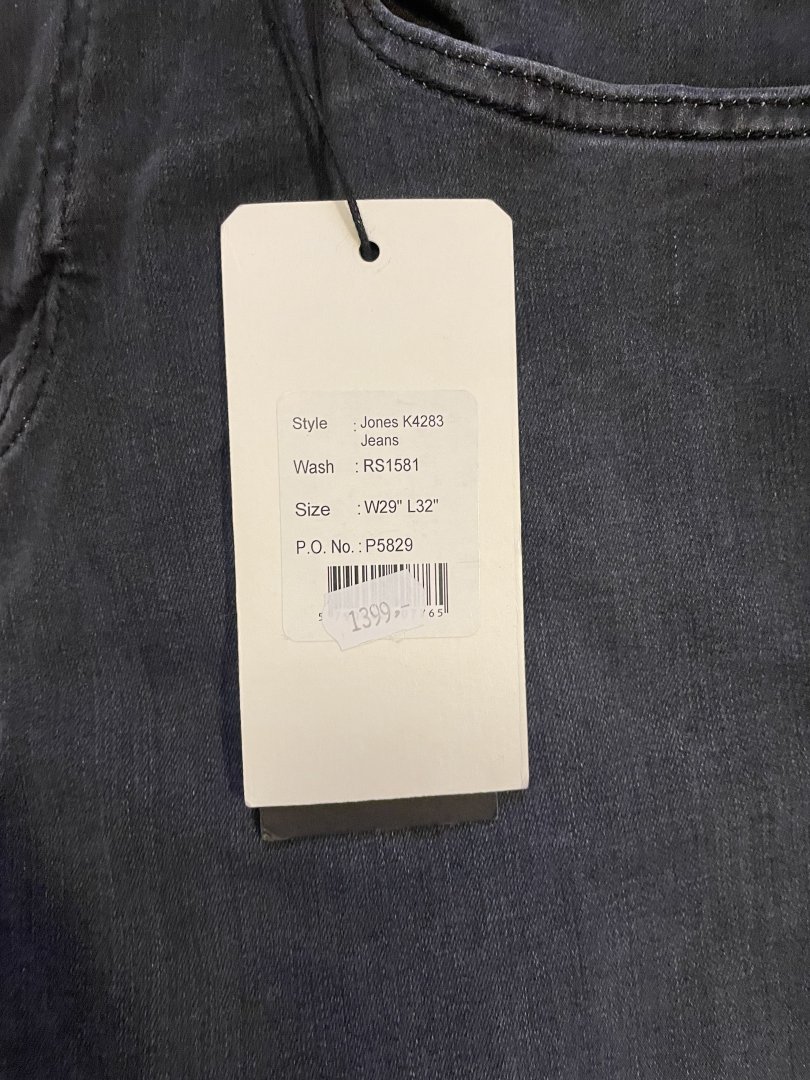 Style : Jones K4283
Jeans
Wash : RS1581
Size : W29" L32"
P.O. No. : P5829
1399,-